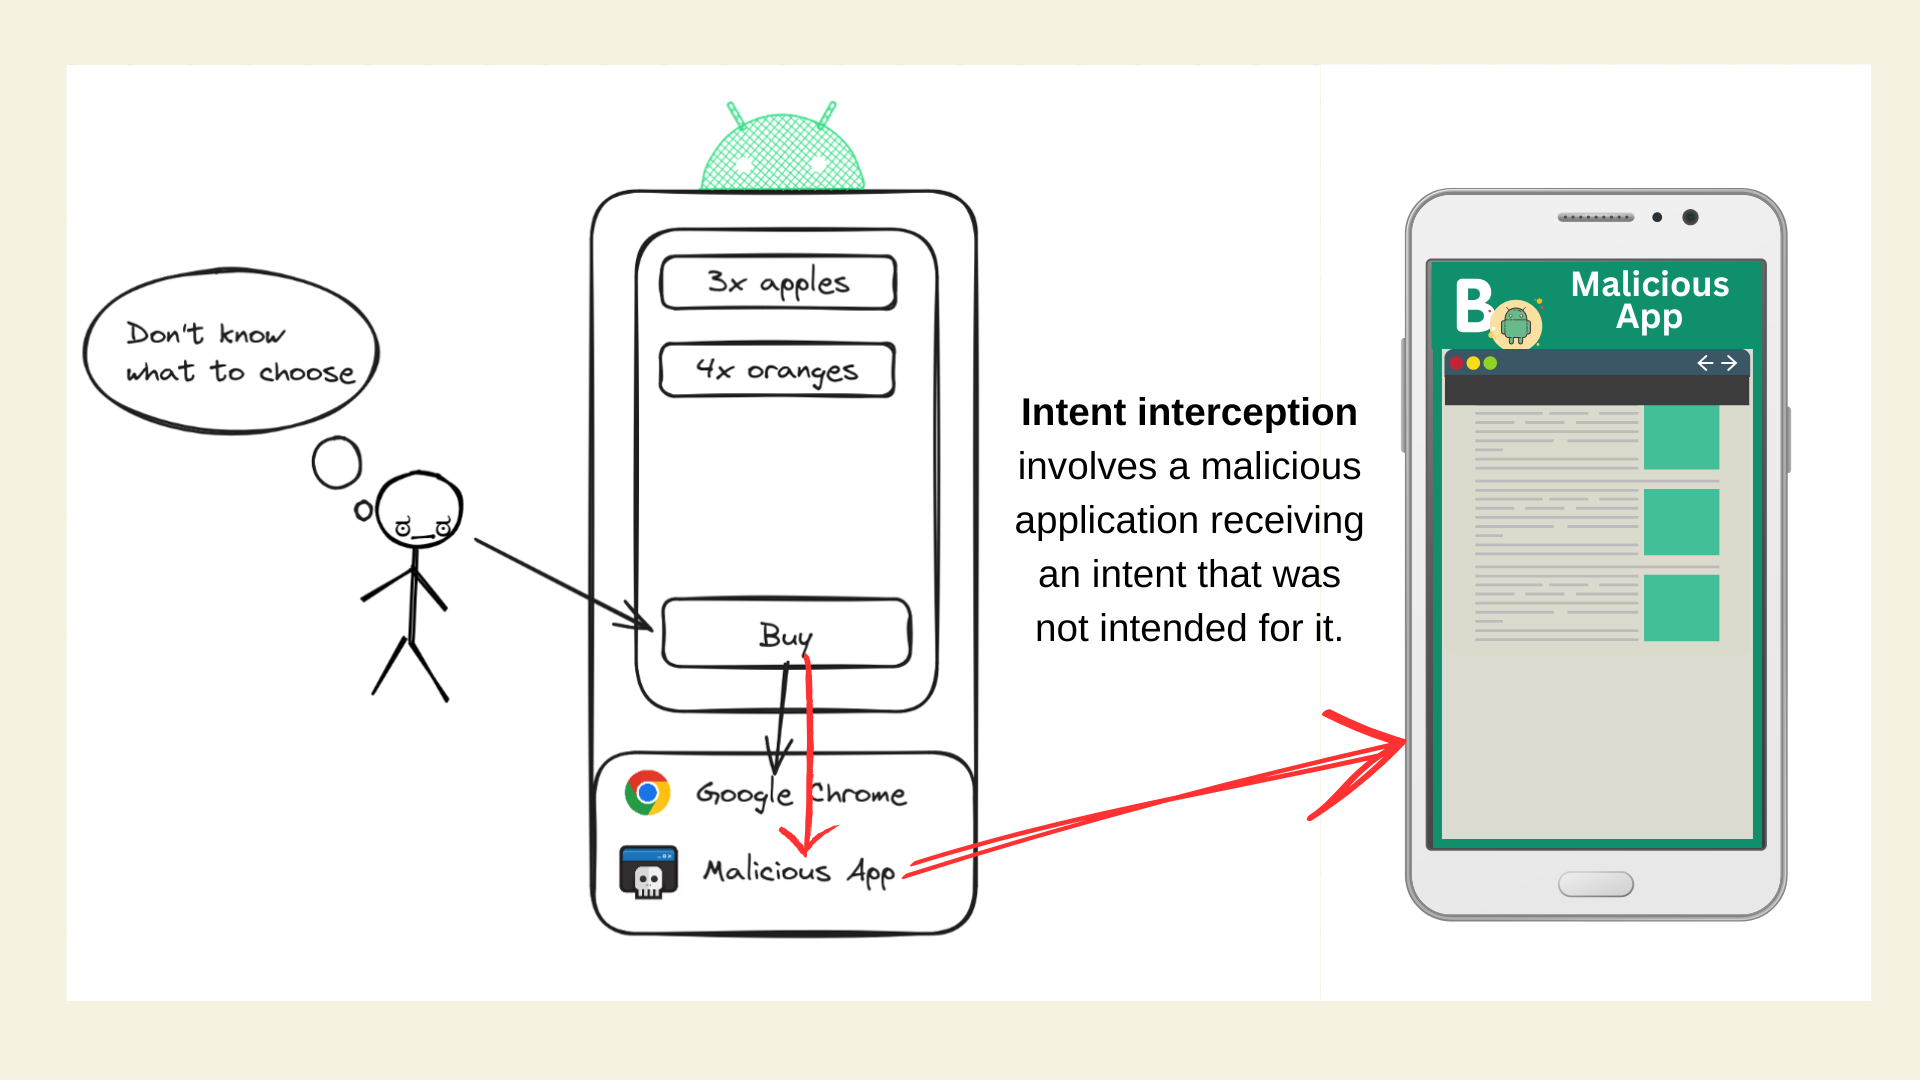 Don't know
what to choose
3x apples
4x oranges
Buy
Google Chrome
Malicious App
Intent interception
involves a malicious
application receiving
an intent that was
not intended for it.
B
Malicious
App